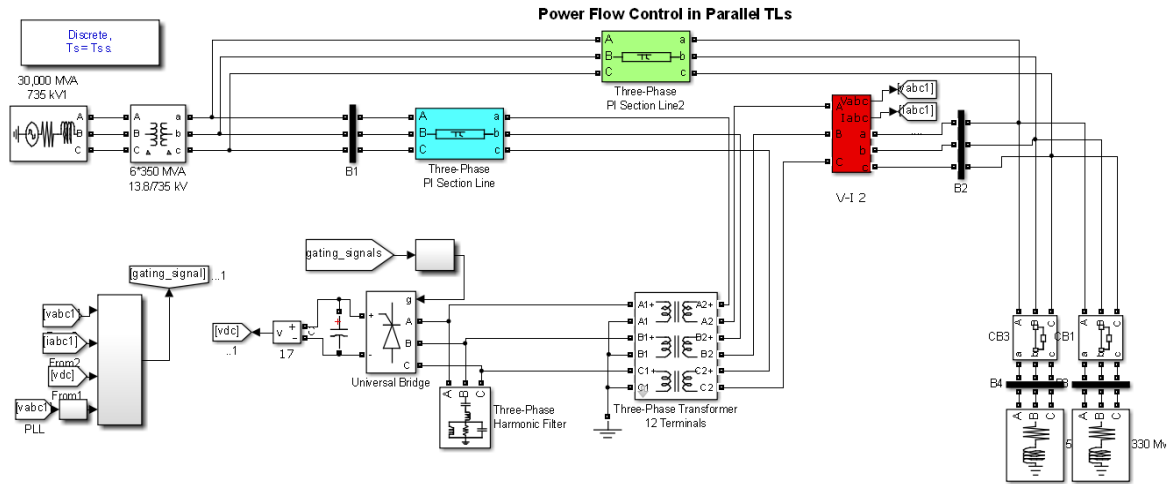 Power Flow Control in Parallel TLs
Discrete,
Ts = Ts s.
30,000 MVA
735 kV1
A
B
C
A
B
C
a
b
c
6*350 MVA
13.8/735 kV
B1
A
B
C
a
b
c
Three-Phase
PI Section Line
A
B
C
a
b
c
Three-Phase
PI Section Line2
A
B
C
Vabc
Iabc
a
b
c
V-I 2
[vabc1]
[iabc1]
B2
[gating_signal]
...1
[vabc1]
[iabc1]
From2
[vdc]
From1
[vabc1]
PLL
gating_signals
[vdc]
..1
v
+
-
17
+
g
+
-
A
B
C
Universal Bridge
A
B
C
Three-Phase
Harmonic Filter
A1+
A1
B1+
B1
C1+
C1
A2+
A2
B2+
B2
C2+
C2
Three-Phase Transformer
12 Terminals
CB3
A
B
C
a
b
c
CB1
A
B
C
a
b
c
B4
A
B
C
A
B
C
330 Mv